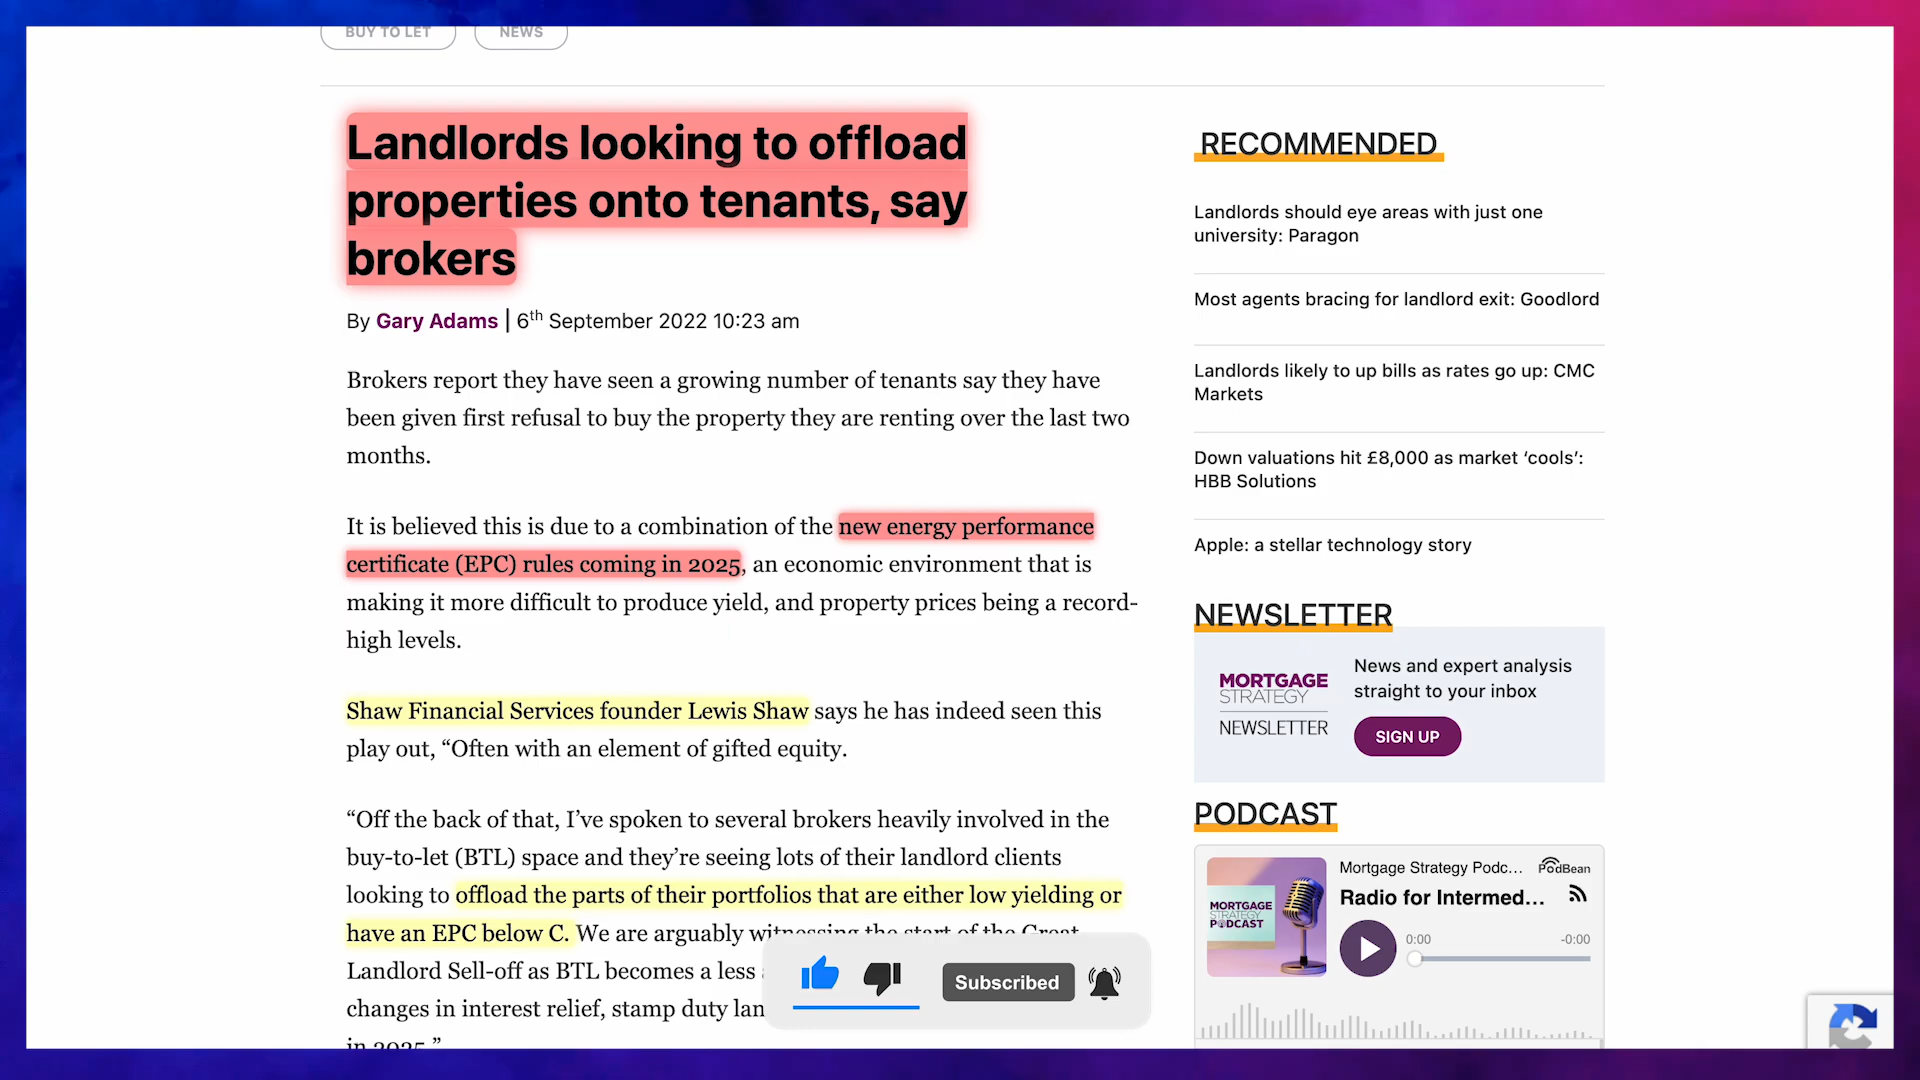 BUY TO LET
NEWS
Landlords looking to offload
properties onto tenants, say
brokers
By Gary Adams | 6th September 2022 10:23 am
Brokers report they have seen a growing number of tenants say they have
been given first refusal to buy the property they are renting over the last two
months.
It is believed this is due to a combination of the new energy performance
certificate (EPC) rules coming in 2025, an economic environment that is
making it more difficult to produce yield, and property prices being a record-
high levels.
Shaw Financial Services founder Lewis Shaw says he has indeed seen this
play out, “Often with an element of gifted equity.
“Off the back of that, I’ve spoken to several brokers heavily involved in the
buy-to-let (BTL) space and they’re seeing lots of their landlord clients
looking to offload the parts of their portfolios that are either low yielding or
have an EPC below C. We are arguably witnessing the start of the Great
Landlord Sell-off as BTL becomes a less
changes in interest relief, stamp duty lan
in 2025.”
Subscribed
RECOMMENDED
Landlords should eye areas with just one
university: Paragon
Most agents bracing for landlord exit: Goodlord
Landlords likely to up bills as rates go up: CMC
Markets
Down valuations hit £8,000 as market ‘cools’:
HBB Solutions
Apple: a stellar technology story
NEWSLETTER
MORTGAGE
STRATEGY
NEWSLETTER
News and expert analysis
straight to your inbox
SIGN UP
PODCAST
MORTGAGE
STRATEGY
PODCAST
Mortgage Strategy Podc...
PodBean
Radio for Intermed...
0:00
-0:00